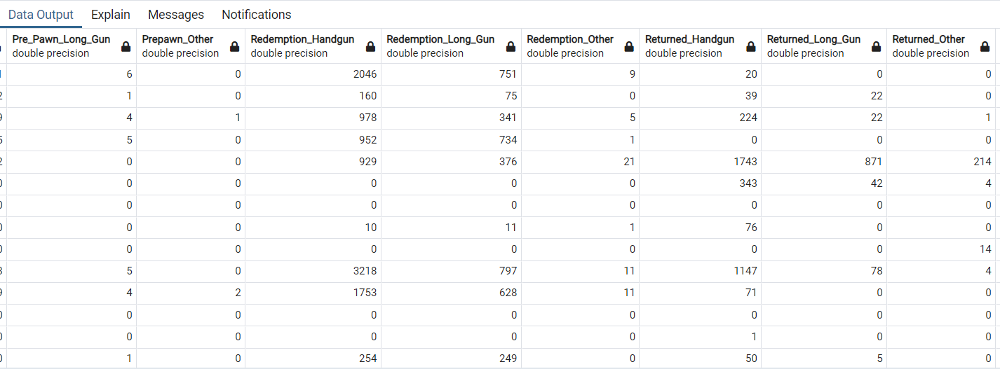 Data Output Explain Messages Notifications
Pre_Pawn_Long_Gun Prepawn_Other Redemption_Handgun Redemption_Long_Gun Redemption_Other Returned_Handgun Returned_Long_Gun Returned_Other
double precision double precision double precision double precision double precision double precision double precision double precision
6 0 2046 751 9 20 0 0
1 0 160 75 0 39 22 0
4 1 978 341 5 224 22 1
5 0 952 734 1 0 0 0
0 0 929 376 21 1743 871 214
0 0 0 0 0 343 42 4
0 0 0 0 0 0 0 0
0 0 10 11 1 76 0 0
0 0 0 0 0 0 0 14
5 0 3218 797 11 1147 78 4
4 2 1753 628 11 71 0 0
0 0 0 0 0 0 0 0
0 0 0 0 0 1 0 0
1 0 254 249 0 50 5 0